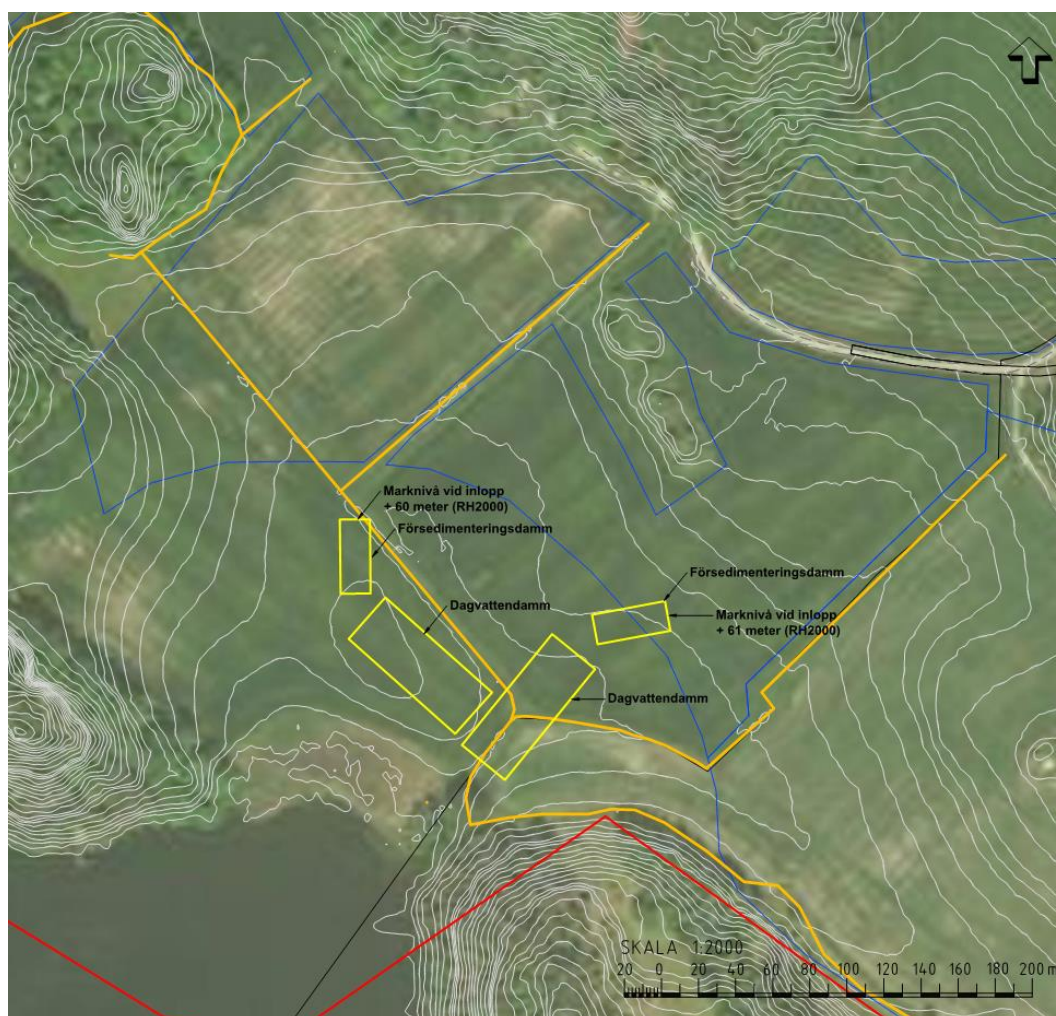 Marknivå vid inlopp
+ 60 meter (RH2000)
Försedimenteringsdamm
Dagvattendamm
Försedimenteringsdamm
Marknivå vid inlopp
+ 61 meter (RH2000)
Dagvattendamm
SKALA 1:2000
20 0 20 40 60 80 100 120 140 160 180 200 m